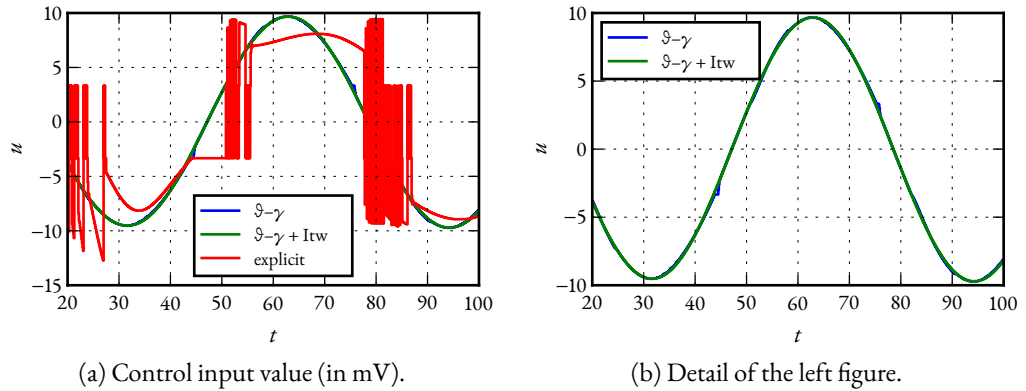 10
5
0
−5
−10
−15
u
20 30 40 50 60 70 80 90 100
t
ϑ–γ
ϑ–γ + Itw
explicit
(a) Control input value (in mV).
10
5
0
−5
−10
u
20 30 40 50 60 70 80 90 100
t
ϑ–γ
ϑ–γ + Itw
(b) Detail of the left figure.